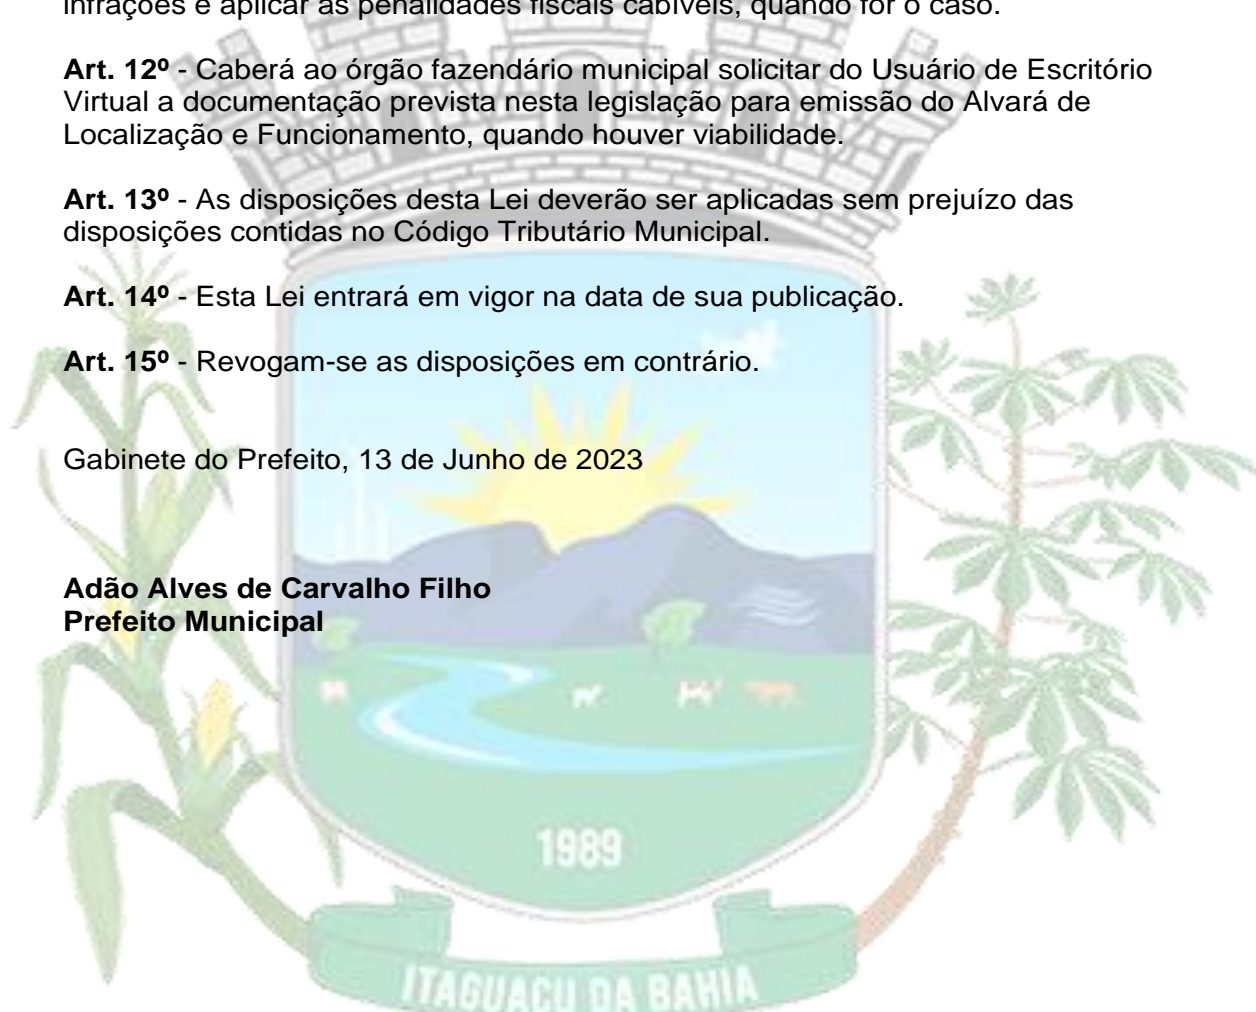 infrações e aplicar as penalidades fiscais cabíveis, quando for o caso.
Art. 12º - Caberá ao órgão fazendário municipal solicitar do Usuário de Escritório
Virtual a documentação prevista nesta legislação para emissão do Alvará de
Localização e Funcionamento, quando houver viabilidade.
Art. 13º - As disposições desta Lei deverão ser aplicadas sem prejuízo das
disposições contidas no Código Tributário Municipal.
Art. 14º - Esta Lei entrará em vigor na data de sua publicação.
Art. 15º - Revogam-se as disposições em contrário.
Gabinete do Prefeito, 13 de Junho de 2023
Adão Alves de Carvalho Filho
Prefeito Municipal
1989
ITAGUAÇU DA BAHIA